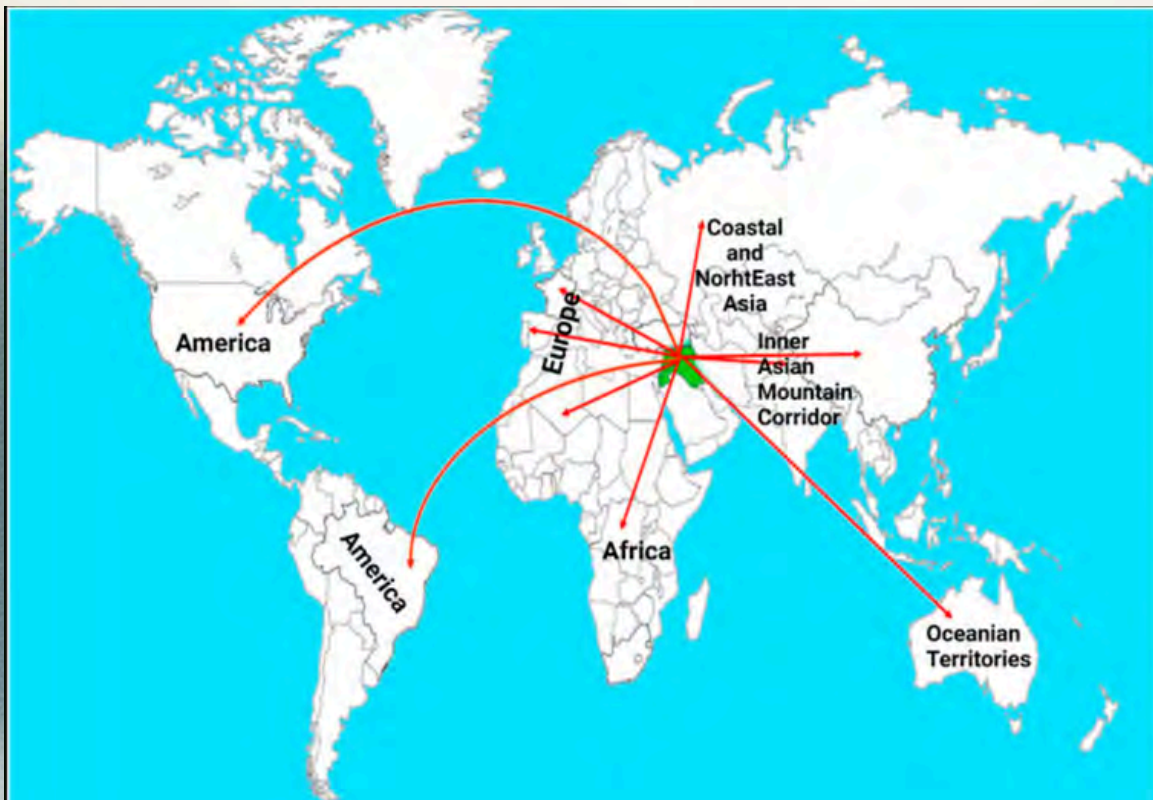 Coastal
and
NorhtEast
Asia
America
Europe
Inner
Asian
Mountain
Corridor
America
Africa
Oceanian
Territories